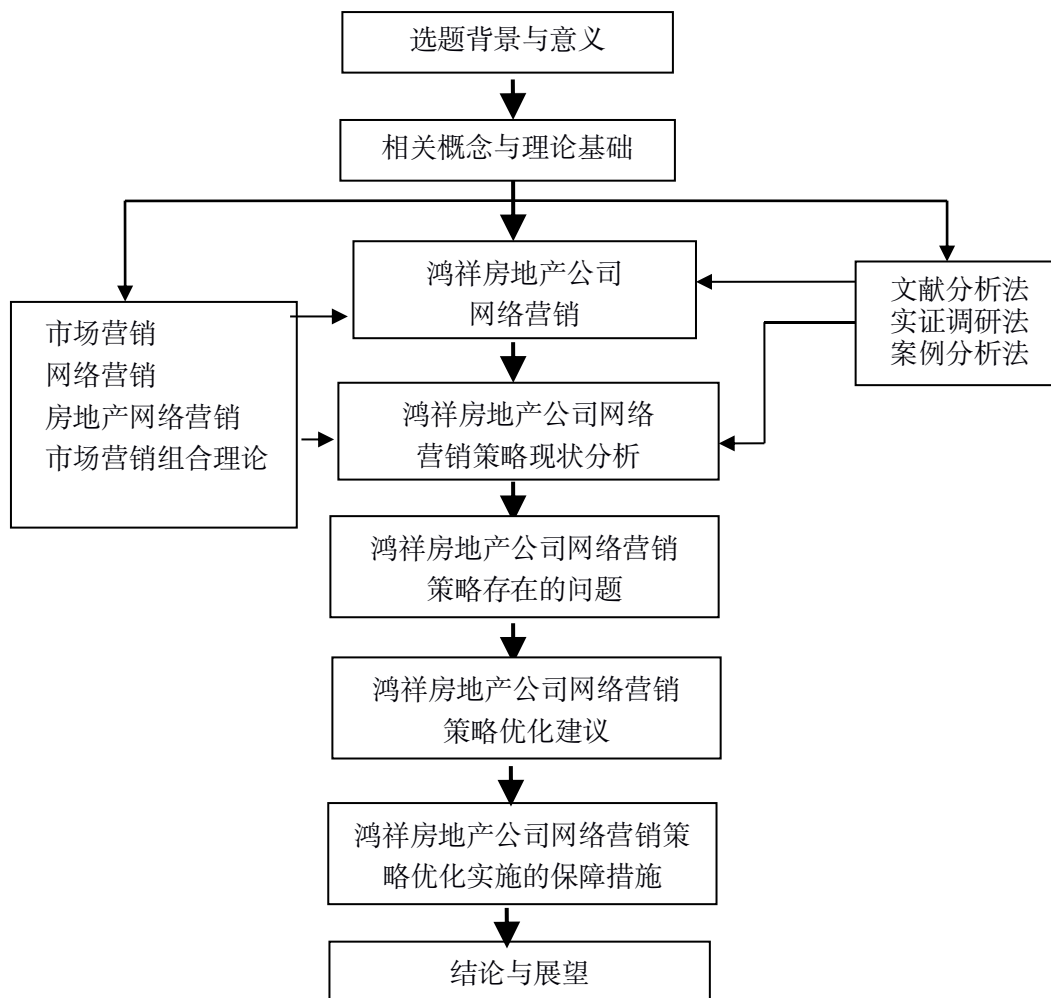 选题背景与意义
相关概念与理论基础
鸿祥房地产公司
网络营销
市场营销
网络营销
房地产网络营销
市场营销组合理论
文献分析法
实证调研法
案例分析法
鸿祥房地产公司网络
营销策略现状分析
鸿祥房地产公司网络营销
策略存在的问题
鸿祥房地产公司网络营销
策略优化建议
鸿祥房地产公司网络营销策
略优化实施的保障措施
结论与展望